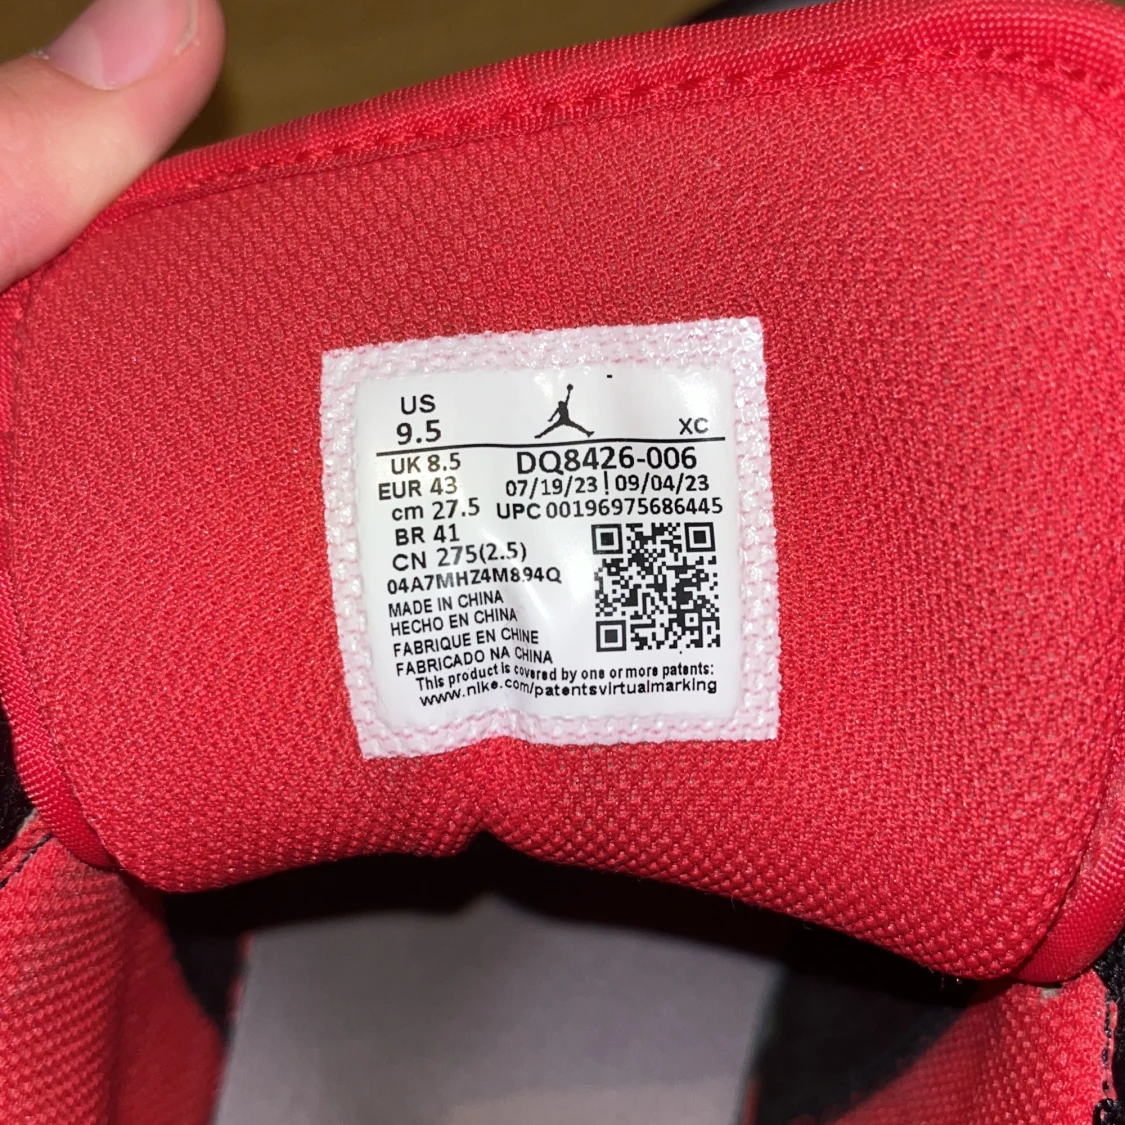 US
9.5
XC
UK 8.5
DQ8426-006
EUR 43
07/19/23 | 09/04/23
cm 27.5
UPC 00196975686445
BR 41
CN 275(2.5)
04A7MHZ4M894Q
MADE IN CHINA
HECHO EN CHINA
FABRIQUE EN CHINE
FABRICADO NA CHINA
This product is covered by one or more patents:
www.nike.com/patentsvirtualmarking